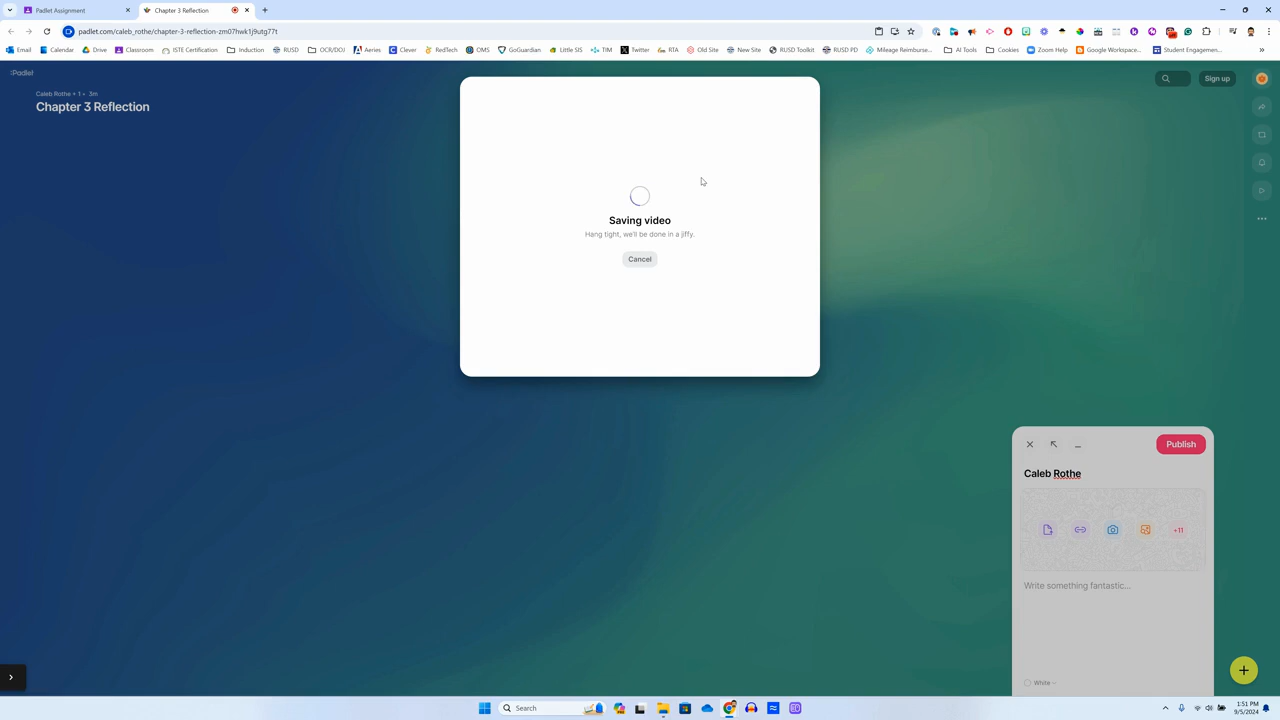 Padlet Assignment
Chapter 3 Reflection
padlet.com/caleb_rothe/chapter-3-reflection-zm07hwk1j9utg77t
Email
Calendar
Drive
Classroom
ISTE Certification
Induction
RUSD
OCR/DOJ
Aeries
Clever
RedTech
OMS
GoGuardian
Little SIS
TIM
Twitter
RTA
Old Site
New Site
RUSD Toolkit
RUSD PD
Mileage Reimburse...
AI Tools
Cookies
Zoom Help
Google Workspace...
Student Engagemen...
:Padlet
Sign up
Caleb Rothe + 1 • 3m
Chapter 3 Reflection
Saving video
Hang tight, we'll be done in a jiffy.
Cancel
Publish
Caleb Rothe
+11
Write something fantastic...
White
Search
1:51 PM
9/5/2024